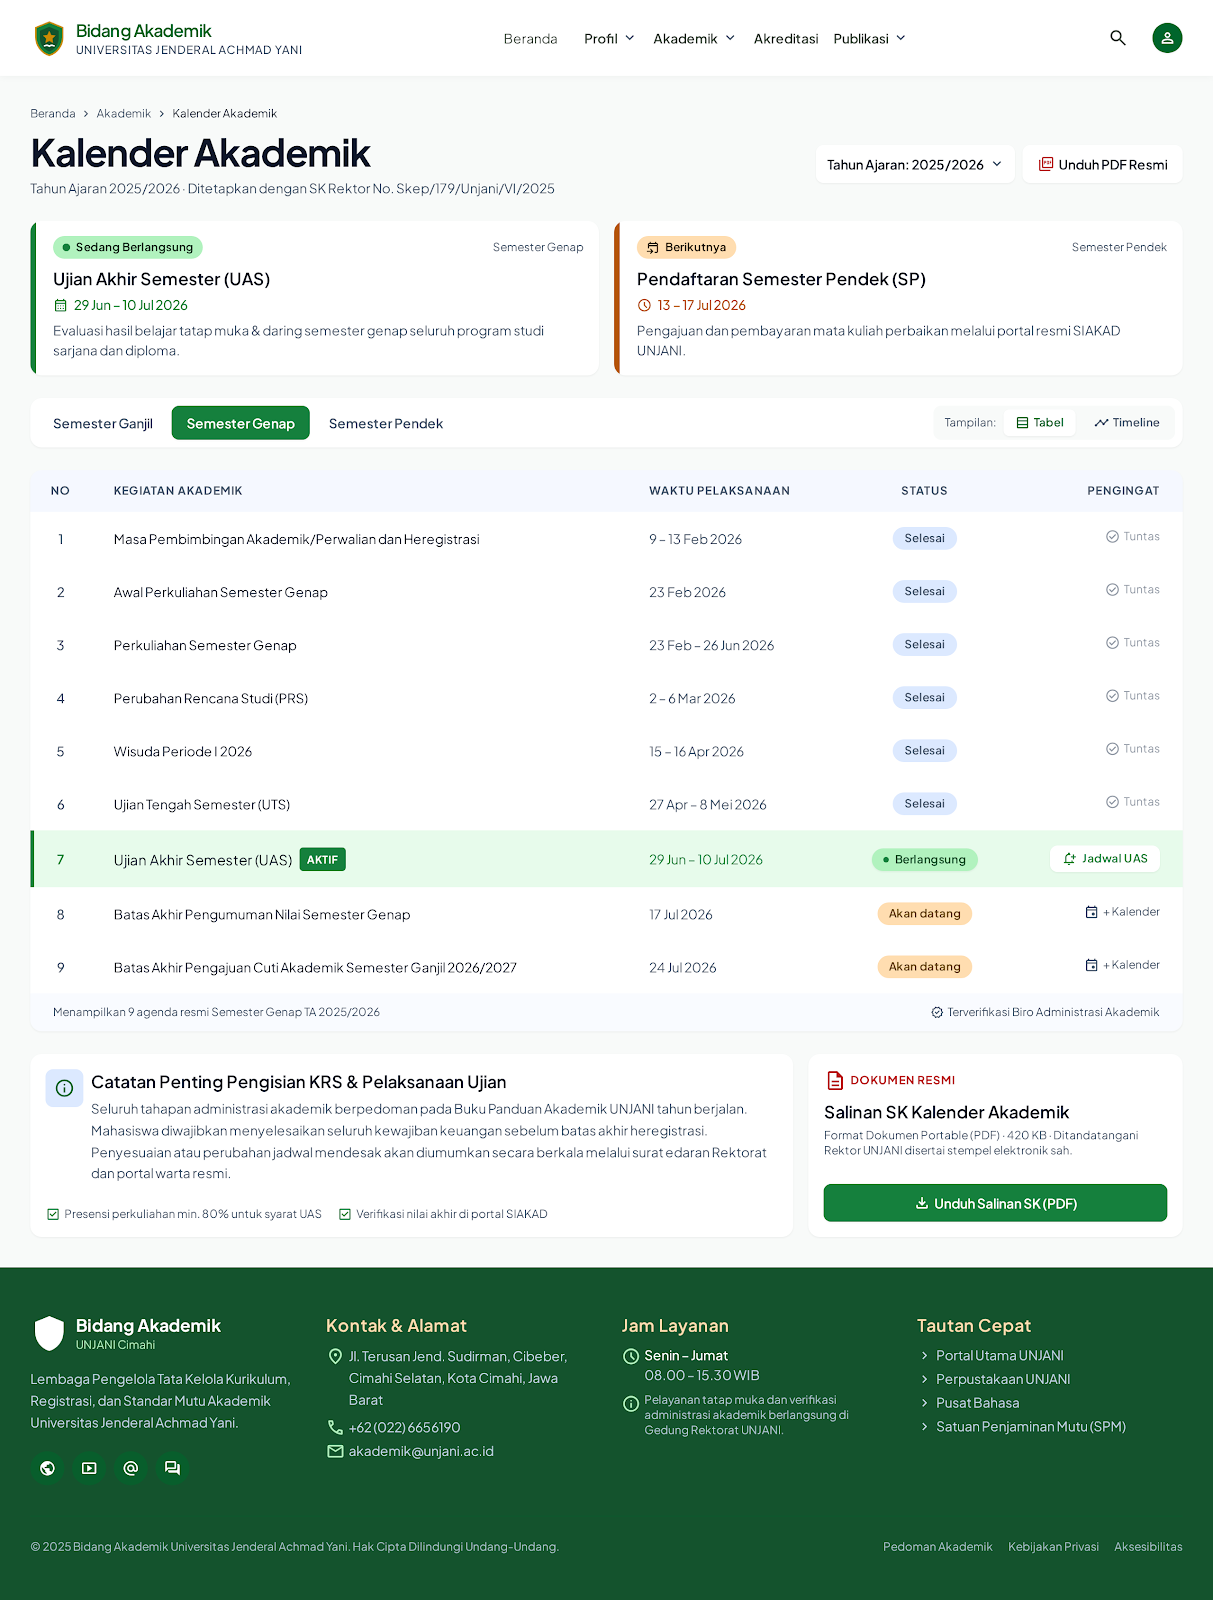 Bidang Akademik
UNIVERSITAS JENDERAL ACHMAD YANI
Beranda Profil Akademik Akreditasi Publikasi
Beranda > Akademik > Kalender Akademik
Kalender Akademik
Tahun Ajaran 2025/2026 · Ditetapkan dengan SK Rektor No. Skep/179/Unjani/VI/2025
Tahun Ajaran: 2025/2026
Unduh PDF Resmi
Sedang Berlangsung
Semester Genap
Ujian Akhir Semester (UAS)
29 Jun – 10 Jul 2026
Evaluasi hasil belajar tatap muka & daring semester genap seluruh program studi
sarjana dan diploma.
Berikutnya
Semester Pendek
Pendaftaran Semester Pendek (SP)
13 – 17 Jul 2026
Pengajuan dan pembayaran mata kuliah perbaikan melalui portal resmi SIAKAD
UNJANI.
Semester Ganjil Semester Genap Semester Pendek
Tampilan: Tabel Timeline
NO KEGIATAN AKADEMIK WAKTU PELAKSANAAN STATUS PENGINGAT
1 Masa Pembimbingan Akademik/Perwalian dan Heregistrasi 9 – 13 Feb 2026 Selesai Tuntas
2 Awal Perkuliahan Semester Genap 23 Feb 2026 Selesai Tuntas
3 Perkuliahan Semester Genap 23 Feb – 26 Jun 2026 Selesai Tuntas
4 Perubahan Rencana Studi (PRS) 2 – 6 Mar 2026 Selesai Tuntas
5 Wisuda Periode I 2026 15 – 16 Apr 2026 Selesai Tuntas
6 Ujian Tengah Semester (UTS) 27 Apr – 8 Mei 2026 Selesai Tuntas
7 Ujian Akhir Semester (UAS) AKTIF 29 Jun – 10 Jul 2026 Berlangsung Jadwal UAS
8 Batas Akhir Pengumuman Nilai Semester Genap 17 Jul 2026 Akan datang + Kalender
9 Batas Akhir Pengajuan Cuti Akademik Semester Ganjil 2026/2027 24 Jul 2026 Akan datang + Kalender
Menampilkan 9 agenda resmi Semester Genap TA 2025/2026
Terverifikasi Biro Administrasi Akademik
Catatan Penting Pengisian KRS & Pelaksanaan Ujian
Seluruh tahapan administrasi akademik berpedoman pada Buku Panduan Akademik UNJANI tahun berjalan.
Mahasiswa diwajibkan menyelesaikan seluruh kewajiban keuangan sebelum batas akhir heregistrasi.
Penyesuaian atau perubahan jadwal mendesak akan diumumkan secara berkala melalui surat edaran Rektorat
dan portal warta resmi.
Presensi perkuliahan min. 80% untuk syarat UAS
Verifikasi nilai akhir di portal SIAKAD
DOKUMEN RESMI
Salinan SK Kalender Akademik
Format Dokumen Portable (PDF) · 420 KB · Ditandatangani
Rektor UNJANI disertai stempel elektronik sah.
Unduh Salinan SK (PDF)
Bidang Akademik
UNJANI Cimahi
Lembaga Pengelola Tata Kelola Kurikulum,
Registrasi, dan Standar Mutu Akademik
Universitas Jenderal Achmad Yani.
Kontak & Alamat
Jl. Terusan Jend. Sudirman, Cibeber,
Cimahi Selatan, Kota Cimahi, Jawa
Barat
+62 (022) 6656190
akademik@unjani.ac.id
Jam Layanan
Senin – Jumat
08.00 – 15.30 WIB
Pelayanan tatap muka dan verifikasi
administrasi akademik berlangsung di
Gedung Rektorat UNJANI.
Tautan Cepat
Portal Utama UNJANI
Perpustakaan UNJANI
Pusat Bahasa
Satuan Penjaminan Mutu (SPM)
© 2025 Bidang Akademik Universitas Jenderal Achmad Yani. Hak Cipta Dilindungi Undang-Undang.
Pedoman Akademik Kebijakan Privasi Aksesibilitas